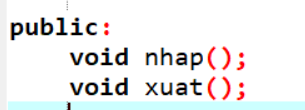 public:
void nhap();
void xuat();